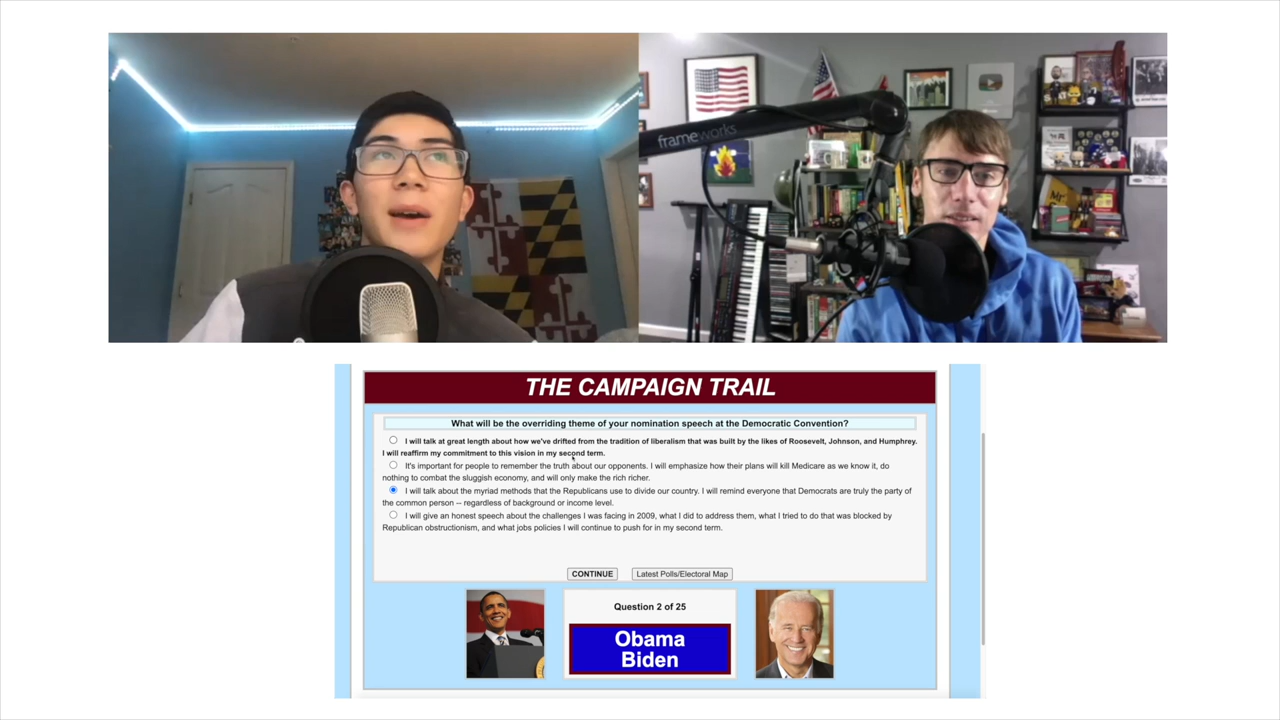 frameworks
THE CAMPAIGN TRAIL
What will be the overriding theme of your nomination speech at the Democratic Convention?
I will talk at great length about how we've drifted from the tradition of liberalism that was built by the likes of Roosevelt, Johnson, and Humphrey.
I will reaffirm my commitment to this vision in my second term.
It's important for people to remember the truth about our opponents. I will emphasize how their plans will kill Medicare as we know it, do
nothing to combat the sluggish economy, and will only make the rich richer.
I will talk about the myriad methods that the Republicans use to divide our country. I will remind everyone that Democrats are truly the party of
the common person -- regardless of background or income level.
I will give an honest speech about the challenges I was facing in 2009, what I did to address them, what I tried to do that was blocked by
Republican obstructionism, and what jobs policies I will continue to push for in my second term.
CONTINUE
Latest Polls/Electoral Map
Question 2 of 25
Obama
Biden